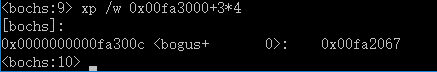 <bochs:9> xp /w 0x00fa3000+3*4
[bochs]:
0x0000000000fa300c <bogus+       0>:    0x00fa2067
<bochs:10>